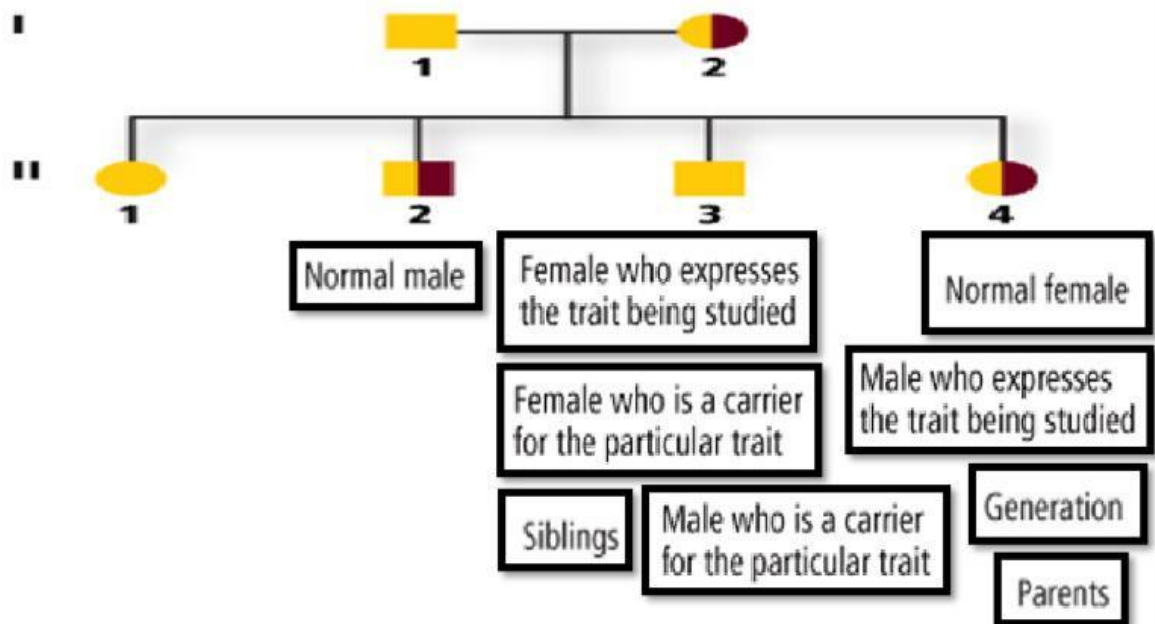 I
1
2
II
1
2
3
4
Normal male
Female who expresses
the trait being studied
Normal female
Female who is a carrier
for the particular trait
Male who expresses
the trait being studied
Siblings
Male who is a carrier
for the particular trait
Generation
Parents